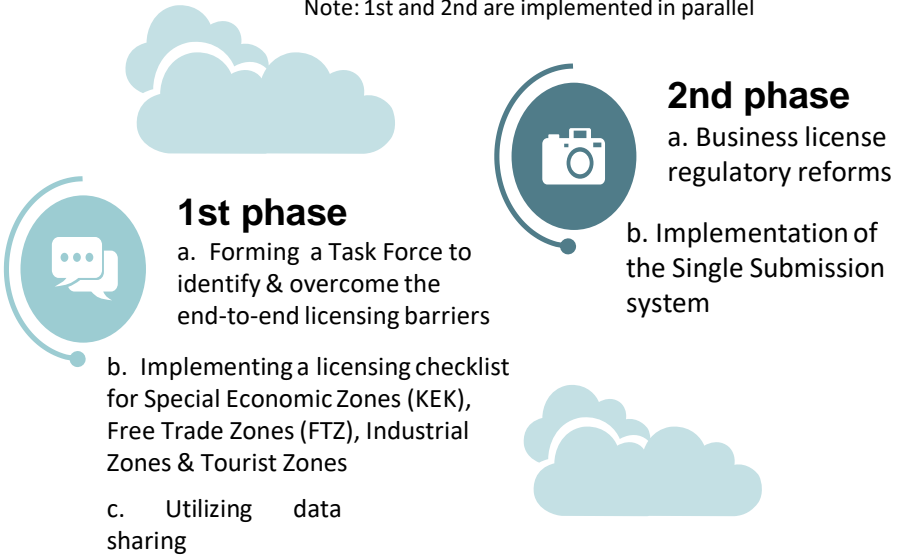 Note: 1st and 2nd are implemented in parallel
1st phase
a. Forming a Task Force to
identify & overcome the
end-to-end licensing barriers
b. Implementing a licensing checklist
for Special Economic Zones (KEK),
Free Trade Zones (FTZ), Industrial
Zones & Tourist Zones
c. Utilizing data
sharing
2nd phase
a. Business license
regulatory reforms
b. Implementation of
the Single Submission
system